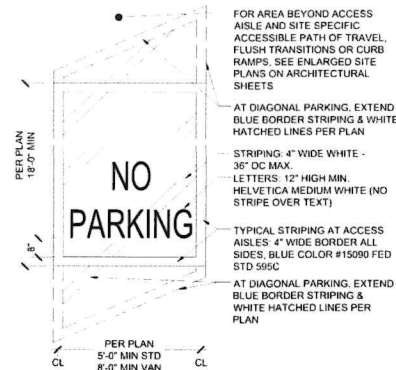 FOR AREA BEYOND ACCESS
AISLE AND SITE SPECIFIC
ACCESSIBLE PATH OF TRAVEL,
FLUSH TRANSITIONS OR CURB
RAMPS, SEE ENLARGED SITE
PLANS ON ARCHITECTURAL
SHEETS
AT DIAGONAL PARKING, EXTEND
BLUE BORDER STRIPING & WHITE
HATCHED LINES PER PLAN
PER PLAN
18'-0" MIN
STRIPING: 4" WIDE WHITE -
36" OC MAX.
LETTERS: 12" HIGH MIN.
HELVETICA MEDIUM WHITE (NO
STRIPE OVER TEXT)
NO
PARKING
8"
TYPICAL STRIPING AT ACCESS
AISLES: 4" WIDE BORDER ALL
SIDES, BLUE COLOR #15090 FED
STD 595C
AT DIAGONAL PARKING, EXTEND
BLUE BORDER STRIPING &
WHITE HATCHED LINES PER
PLAN
PER PLAN
5'-0" MIN STD
8'-0" MIN VAN
CL
CL